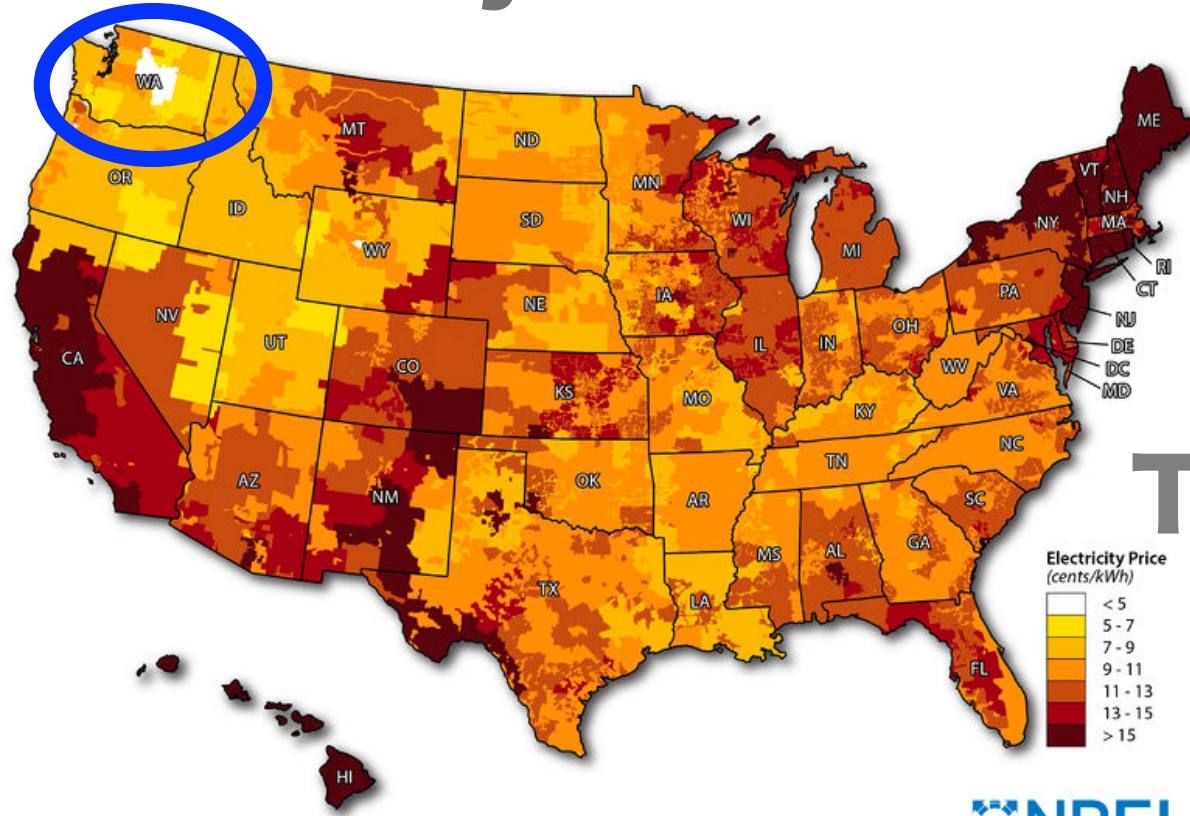 WA
MT
ND
MN
ME
OR
ID
SD
WI
VT
NH
NY
MA
WY
MI
RI
CT
IA
NE
PA
NV
UT
IL
IN
OH
NJ
DE
DC
MD
CA
CO
WV
VA
KS
MO
KY
AZ
NM
OK
TN
NC
AR
SC
MS
AL
GA
TX
LA
FL
HI
T
Electricity Price
(cents/kWh)
< 5
5 - 7
7 - 9
9 - 11
11 - 13
13 - 15
> 15